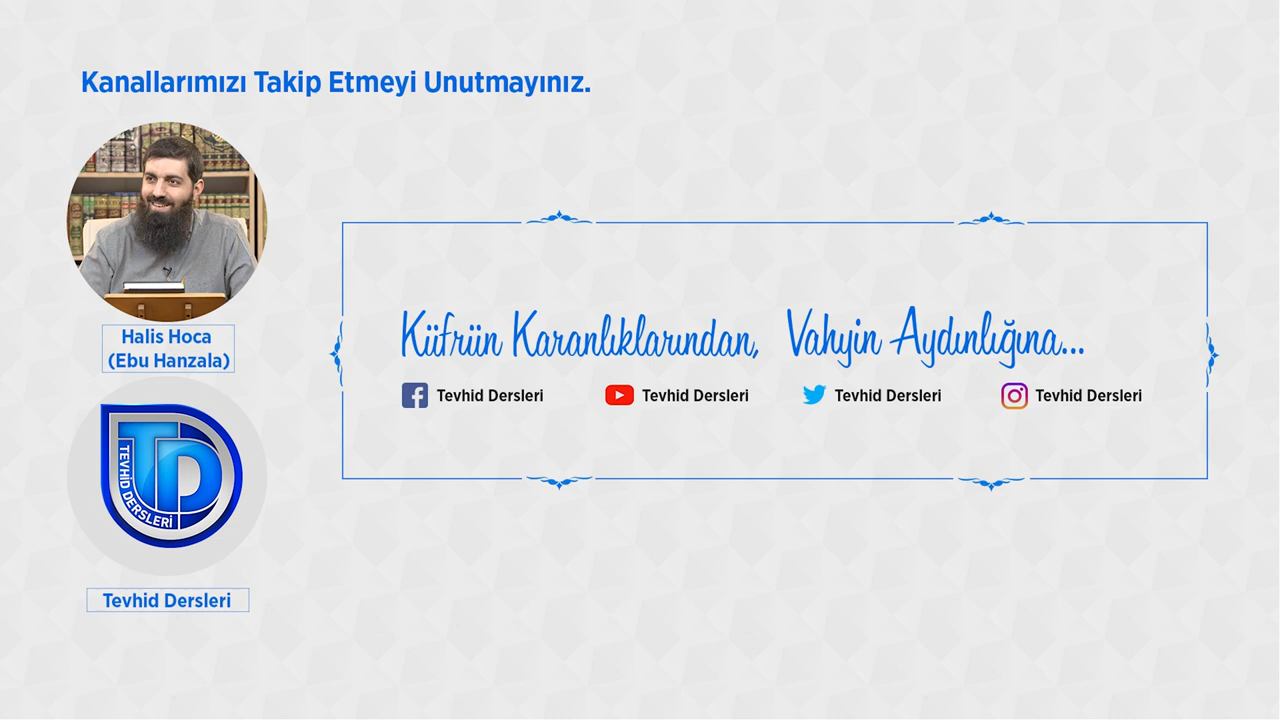 Kanallarımızı Takip Etmeyi Unutmayınız.
Halis Hoca
(Ebu Hanzala)
TD
TEVHİD DERSLERİ
Tevhid Dersleri
Küfrün Karanlıklarından, Vahyin Aydınlığına...
Tevhid Dersleri Tevhid Dersleri Tevhid Dersleri Tevhid Dersleri